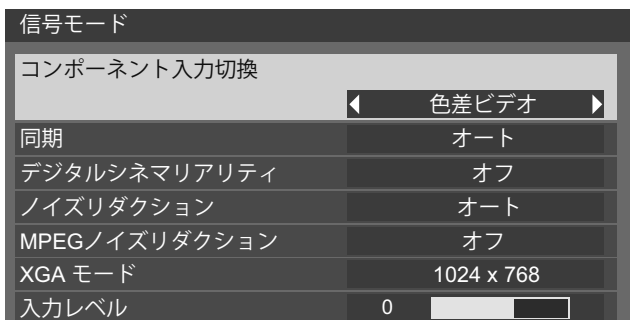 信号モード
コンポーネント入力切換
色差ビデオ
同期 オート
デジタルシネマリアリティ オフ
ノイズリダクション オート
MPEGノイズリダクション オフ
XGA モード 1024 x 768
入力レベル 0